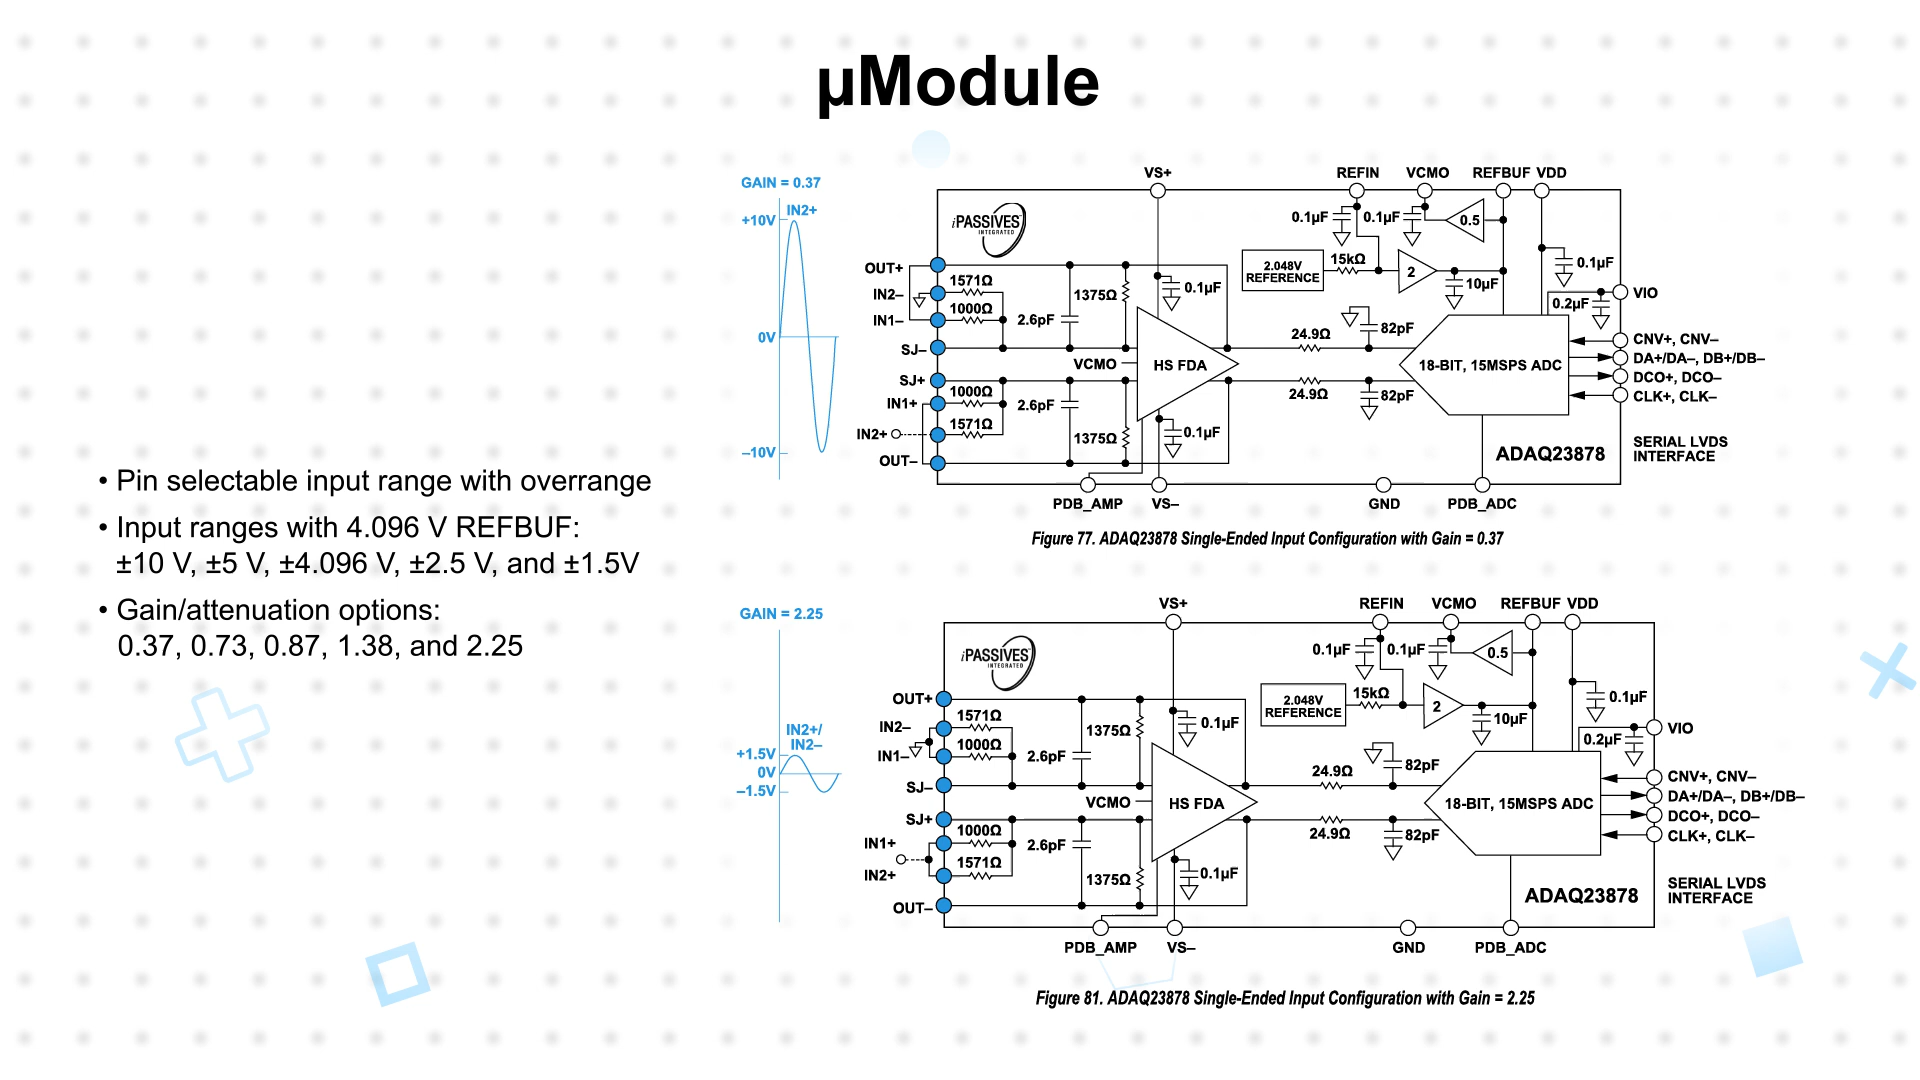 µModule
• Pin selectable input range with overrange
• Input ranges with 4.096 V REFBUF:
±10 V, ±5 V, ±4.096 V, ±2.5 V, and ±1.5V
• Gain/attenuation options:
0.37, 0.73, 0.87, 1.38, and 2.25
GAIN = 0.37
IN2+
+10V
0V
–10V
VS+
REFIN
VCMO
REFBUF
VDD
iPASSIVES
INTEGRATED
0.1µF
0.1µF
0.5
OUT+
1571Ω
IN2–
1000Ω
IN1–
SJ–
SJ+
1000Ω
IN1+
1571Ω
IN2+
OUT–
2.6pF
1375Ω
0.1µF
VCMO
HS FDA
2.6pF
1375Ω
0.1µF
2.048V
REFERENCE
15kΩ
2
10µF
0.1µF
0.2µF
VIO
24.9Ω
82pF
24.9Ω
82pF
18-BIT, 15MSPS ADC
CNV+, CNV–
DA+/DA–, DB+/DB–
DCO+, DCO–
CLK+, CLK–
ADAQ23878
SERIAL LVDS
INTERFACE
PDB_AMP
VS–
GND
PDB_ADC
Figure 77. ADAQ23878 Single-Ended Input Configuration with Gain = 0.37
GAIN = 2.25
IN2+/
IN2–
+1.5V
0V
–1.5V
VS+
REFIN
VCMO
REFBUF
VDD
iPASSIVES
INTEGRATED
0.1µF
0.1µF
0.5
OUT+
1571Ω
IN2–
1000Ω
IN1–
SJ–
SJ+
1000Ω
IN1+
1571Ω
IN2+
OUT–
2.6pF
1375Ω
0.1µF
VCMO
HS FDA
2.6pF
1375Ω
0.1µF
2.048V
REFERENCE
15kΩ
2
10µF
0.1µF
0.2µF
VIO
24.9Ω
82pF
24.9Ω
82pF
18-BIT, 15MSPS ADC
CNV+, CNV–
DA+/DA–, DB+/DB–
DCO+, DCO–
CLK+, CLK–
ADAQ23878
SERIAL LVDS
INTERFACE
PDB_AMP
VS–
GND
PDB_ADC
Figure 81. ADAQ23878 Single-Ended Input Configuration with Gain = 2.25